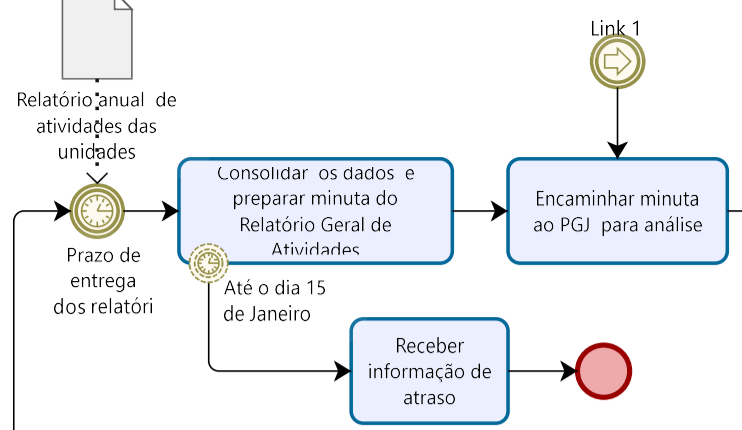 Link 1
Relatório anual de
atividades das
unidades
Consolidar os dados e
preparar minuta do
Relatório Geral de
Atividades
Encaminhar minuta
ao PGJ para análise
Prazo de
entrega
dos relatóri
Até o dia 15
de Janeiro
Receber
informação de
atraso